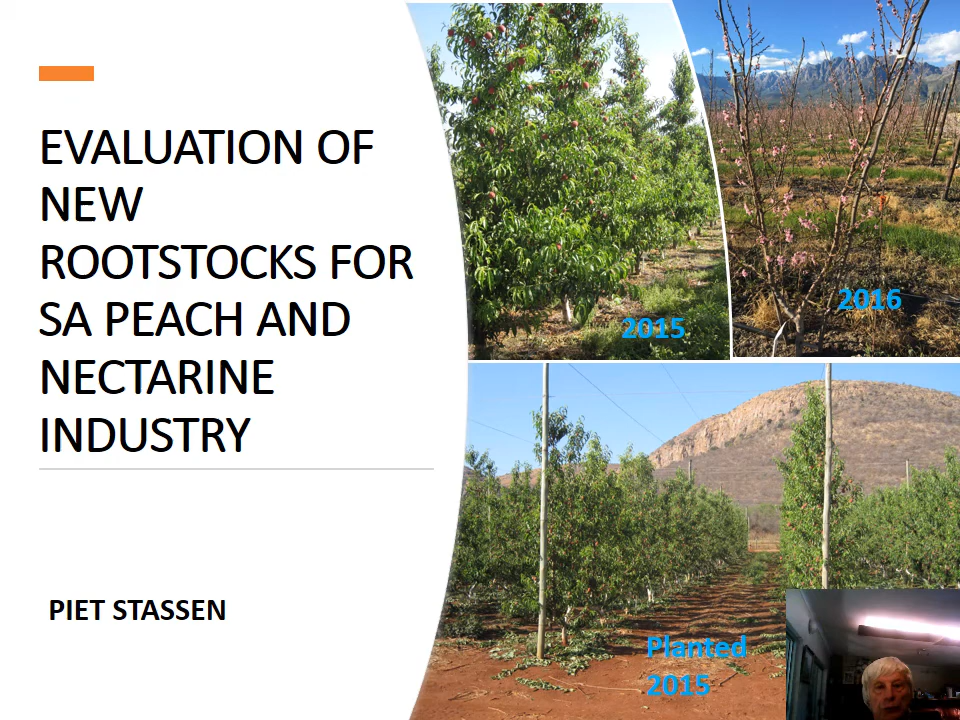 EVALUATION OF
NEW
ROOTSTOCKS FOR
SA PEACH AND
NECTARINE
INDUSTRY
PIET STASSEN
2015
2016
Planted
2015